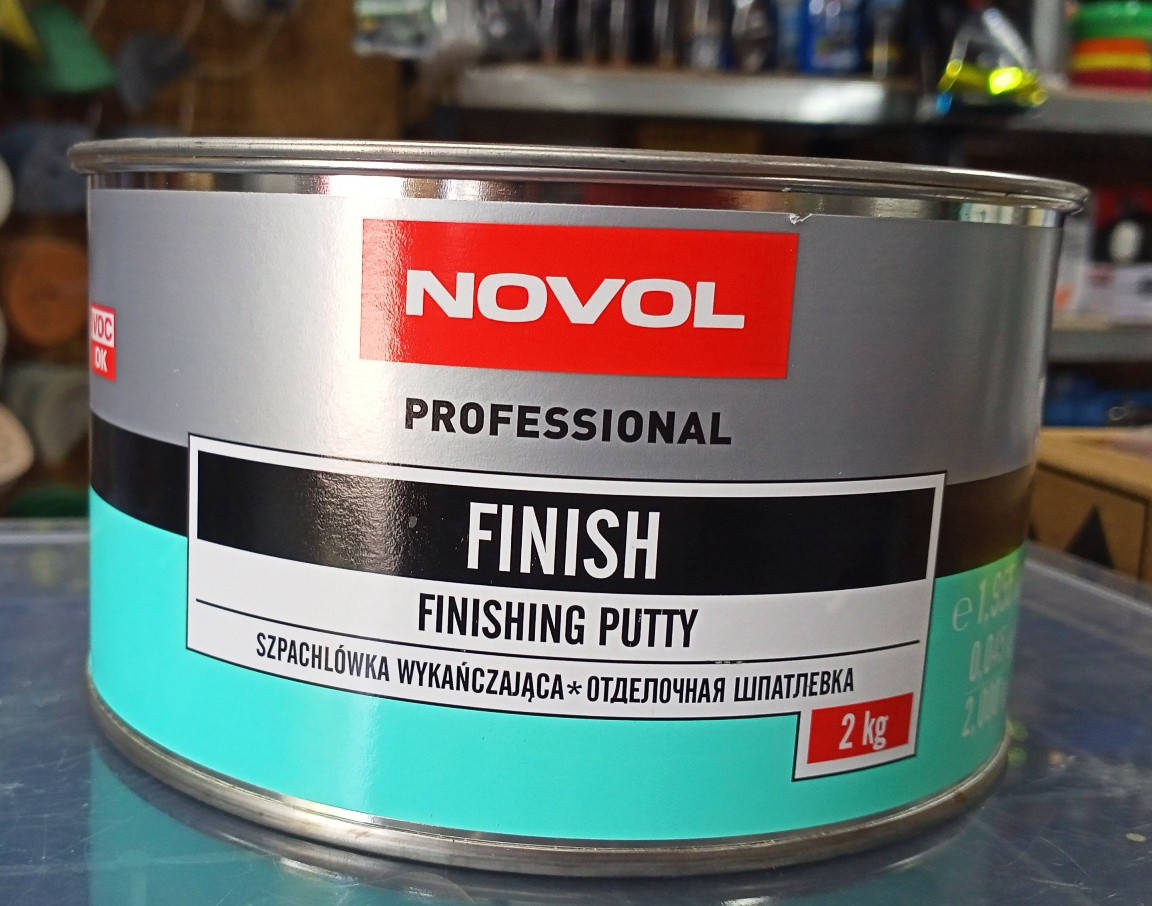 NOVOL
VOC
OK
PROFESSIONAL
FINISH
FINISHING PUTTY
SZPACHLÓWKA WYKAŃCZAJĄCA * ОТДЕЛОЧНАЯ ШПАТЛЕВКА
2 kg